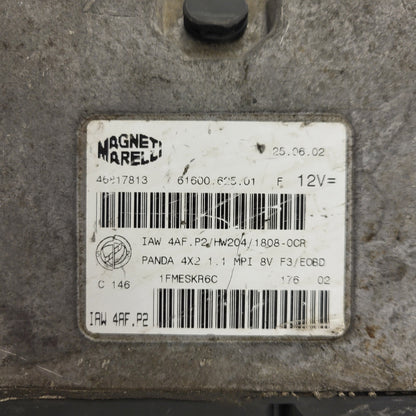 MAGNETI
MARELLI
25.06.02
46817813 61600.625.01 F 12V=
IAW 4AF.P2/HW204/1808-0CR
PANDA 4X2 1.1 MPI 8V F3/EOBD
C 146 1FMESKR6C 176 02
IAW 4AF.P2